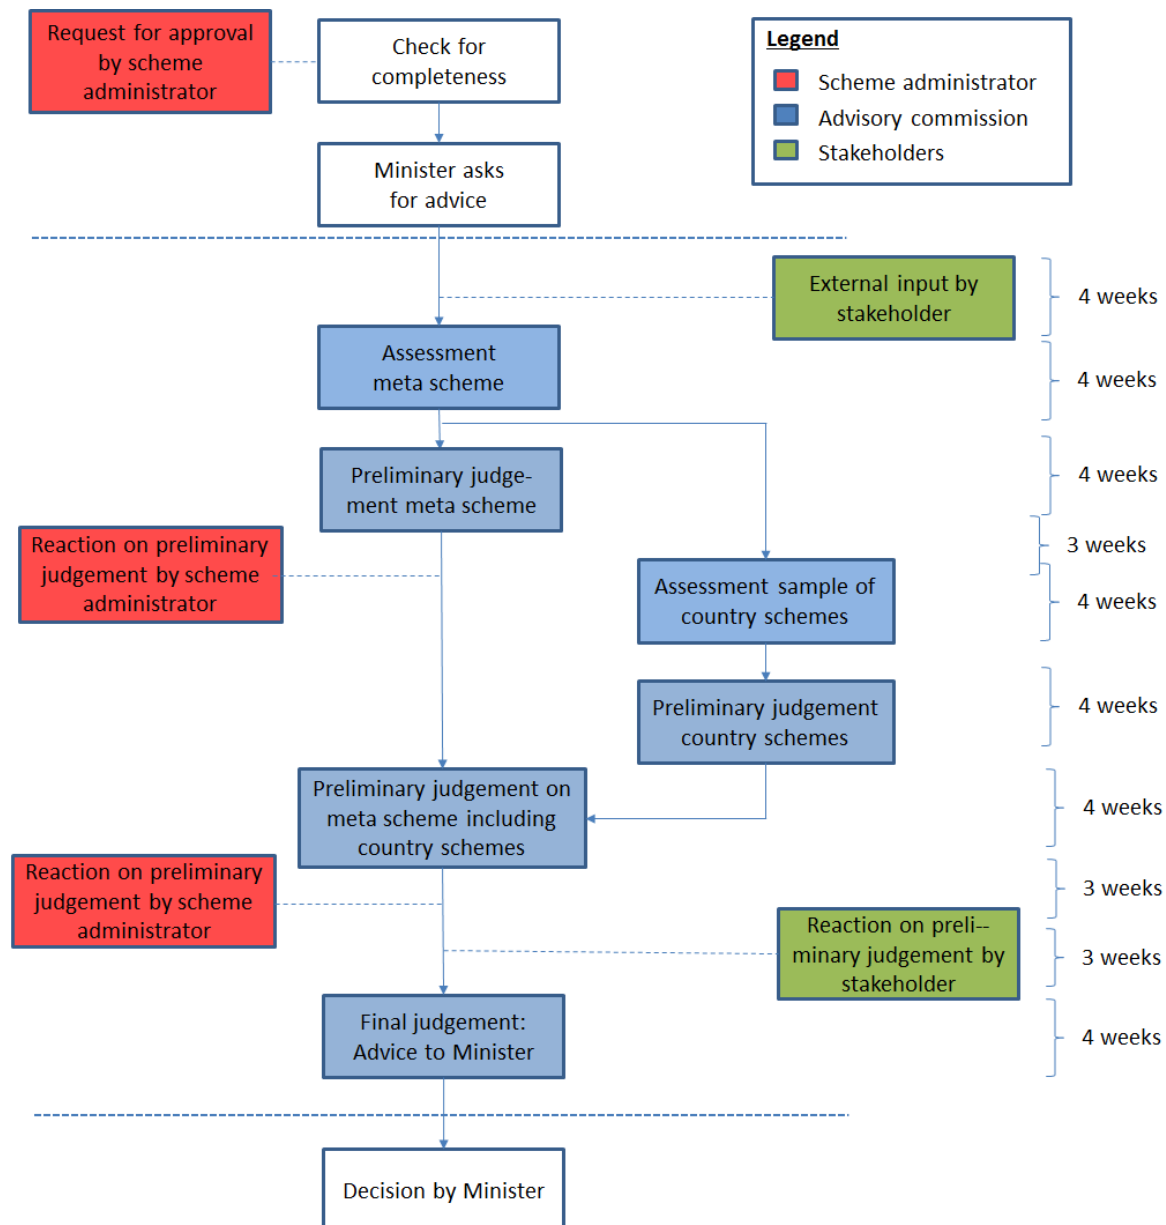 Request for approval
by scheme
administrator
Check for
completeness
Legend
Scheme administrator
Advisory commission
Stakeholders
Minister asks
for advice
External input by
stakeholder
4 weeks
Assessment
meta scheme
4 weeks
Preliminary judge-
ment meta scheme
4 weeks
Reaction on preliminary
judgement by scheme
administrator
3 weeks
Assessment sample of
country schemes
4 weeks
Preliminary judgement
country schemes
4 weeks
Preliminary judgement on
meta scheme including
country schemes
4 weeks
Reaction on preliminary
judgement by scheme
administrator
3 weeks
Reaction on preli--
minary judgement by
stakeholder
3 weeks
Final judgement:
Advice to Minister
4 weeks
Decision by Minister